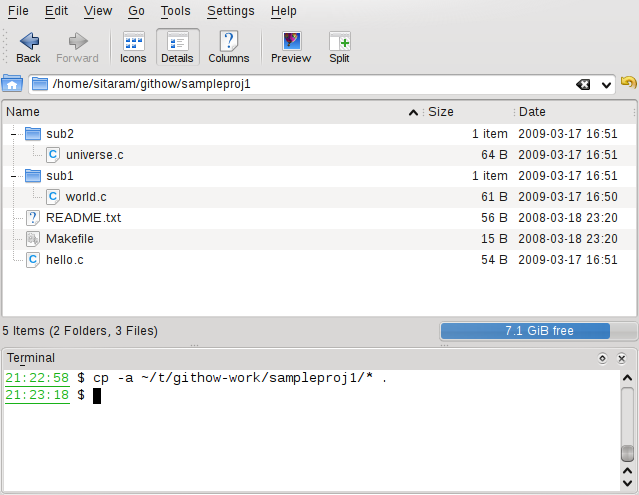 File Edit View Go Tools Settings Help
Back Forward Icons Details Columns Preview Split
/home/sitaram/githow/sampleproj1
Name Size Date
sub2 1 item 2009-03-17 16:51
universe.c 64 B 2009-03-17 16:51
sub1 1 item 2009-03-17 16:51
world.c 61 B 2009-03-17 16:50
README.txt 56 B 2008-03-18 23:20
Makefile 15 B 2008-03-18 23:20
hello.c 54 B 2009-03-17 16:51
5 Items (2 Folders, 3 Files) 7.1 GiB free
Terminal
21:22:58 $ cp -a ~/t/githow-work/sampleproj1/* .
21:23:18 $